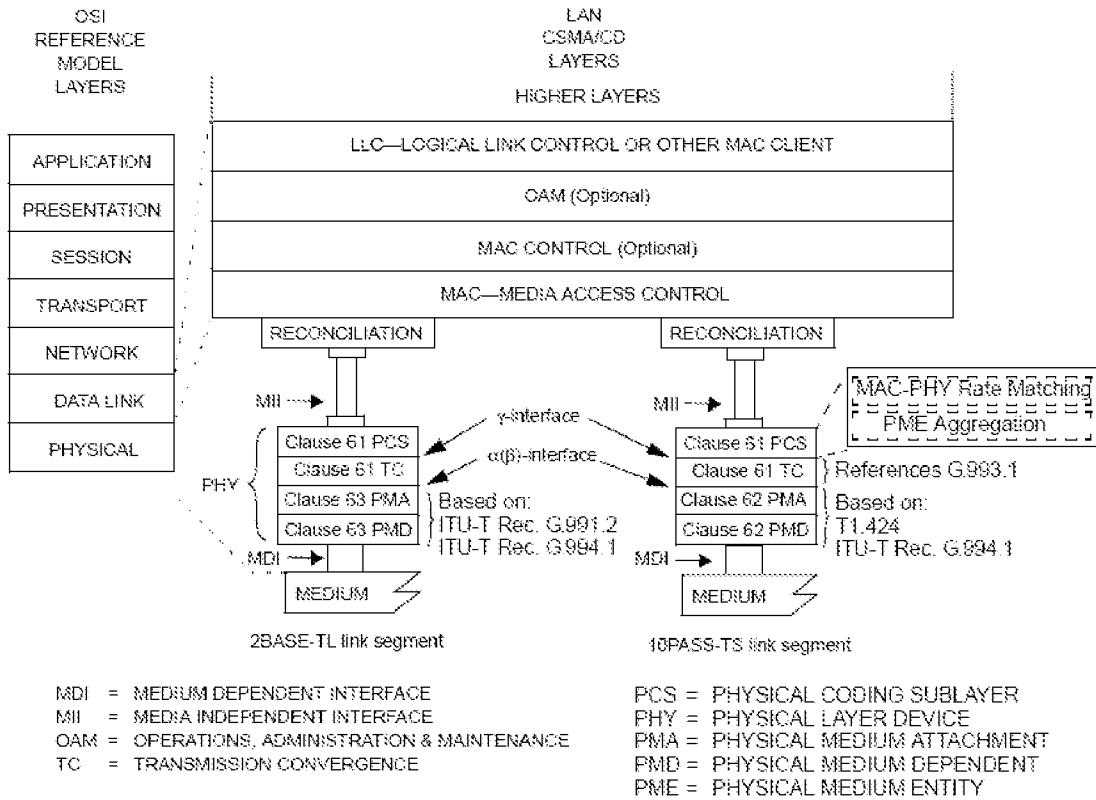 OSI
REFERENCE
MODEL
LAYERS
LAN
CSMA/CD
LAYERS
HIGHER LAYERS
APPLICATION
PRESENTATION
SESSION
TRANSPORT
NETWORK
DATA LINK
PHYSICAL
LLC—LOGICAL LINK CONTROL OR OTHER MAC CLIENT
OAM (Optional)
MAC CONTROL (Optional)
MAC—MEDIA ACCESS CONTROL
RECONCILIATION
RECONCILIATION
MII
MII
γ-interface
α(β)-interface
PHY
Clause 61 PCS
Clause 61 TC
Clause 63 PMA
Clause 63 PMD
Based on:
ITU-T Rec. G.991.2
ITU-T Rec. G.994.1
MDI
MEDIUM
2BASE-TL link segment
MAC-PHY Rate Matching
PME Aggregation
Clause 61 PCS
Clause 61 TC
Clause 62 PMA
Clause 62 PMD
References G.993.1
Based on:
T1.424
ITU-T Rec. G.994.1
MDI
MEDIUM
10PASS-TS link segment
MDI = MEDIUM DEPENDENT INTERFACE
MII = MEDIA INDEPENDENT INTERFACE
OAM = OPERATIONS, ADMINISTRATION & MAINTENANCE
TC = TRANSMISSION CONVERGENCE
PCS = PHYSICAL CODING SUBLAYER
PHY = PHYSICAL LAYER DEVICE
PMA = PHYSICAL MEDIUM ATTACHMENT
PMD = PHYSICAL MEDIUM DEPENDENT
PME = PHYSICAL MEDIUM ENTITY